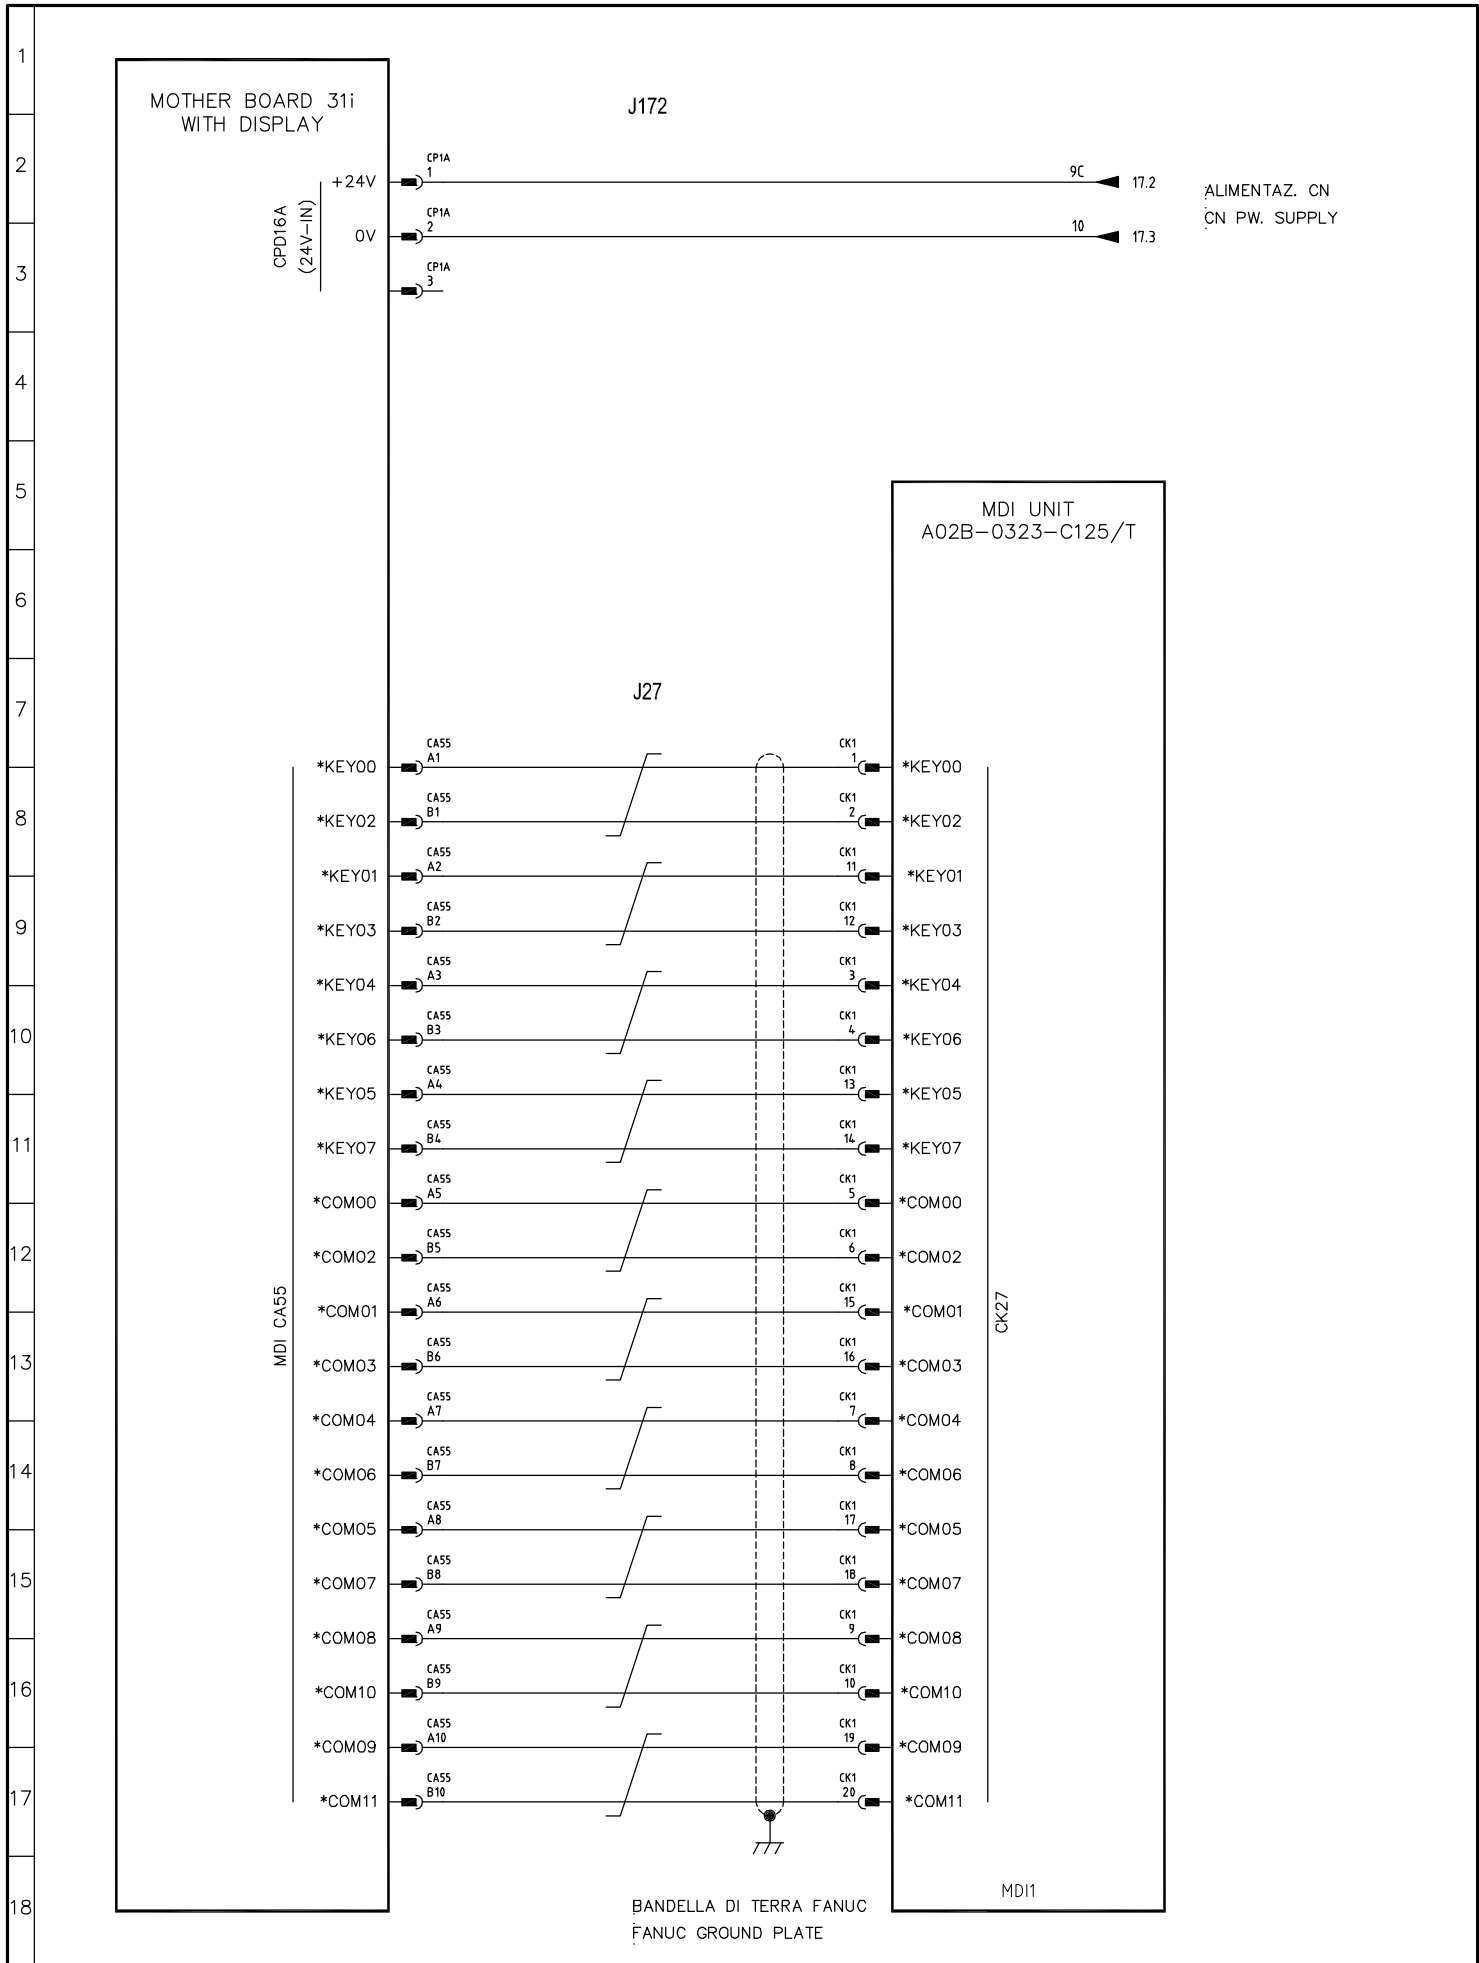 1
MOTHER BOARD 31i
WITH DISPLAY
J172
2
+24V
CP1A
1
9C
17.2
ALIMENTAZ. CN
CN PW. SUPPLY
CPD16A
(24V-IN)
0V
CP1A
2
10
17.3
3
CP1A
3
4
5
MDI UNIT
A02B-0323-C125/T
6
7
J27
*KEY00
CA55
A1
CK1
1
*KEY00
8
*KEY02
CA55
B1
CK1
2
*KEY02
*KEY01
CA55
A2
CK1
11
*KEY01
9
*KEY03
CA55
B2
CK1
12
*KEY03
*KEY04
CA55
A3
CK1
3
*KEY04
10
*KEY06
CA55
B3
CK1
4
*KEY06
*KEY05
CA55
A4
CK1
13
*KEY05
11
*KEY07
CA55
B4
CK1
14
*KEY07
*COM00
CA55
A5
CK1
5
*COM00
12
*COM02
CA55
B5
CK1
6
*COM02
MDI CA55
*COM01
CA55
A6
CK1
15
*COM01
CK27
13
*COM03
CA55
B6
CK1
16
*COM03
*COM04
CA55
A7
CK1
7
*COM04
14
*COM06
CA55
B7
CK1
8
*COM06
*COM05
CA55
A8
CK1
17
*COM05
15
*COM07
CA55
B8
CK1
18
*COM07
*COM08
CA55
A9
CK1
9
*COM08
16
*COM10
CA55
B9
CK1
10
*COM10
*COM09
CA55
A10
CK1
19
*COM09
17
*COM11
CA55
B10
CK1
20
*COM11
18
MDI1
BANDELLA DI TERRA FANUC
FANUC GROUND PLATE